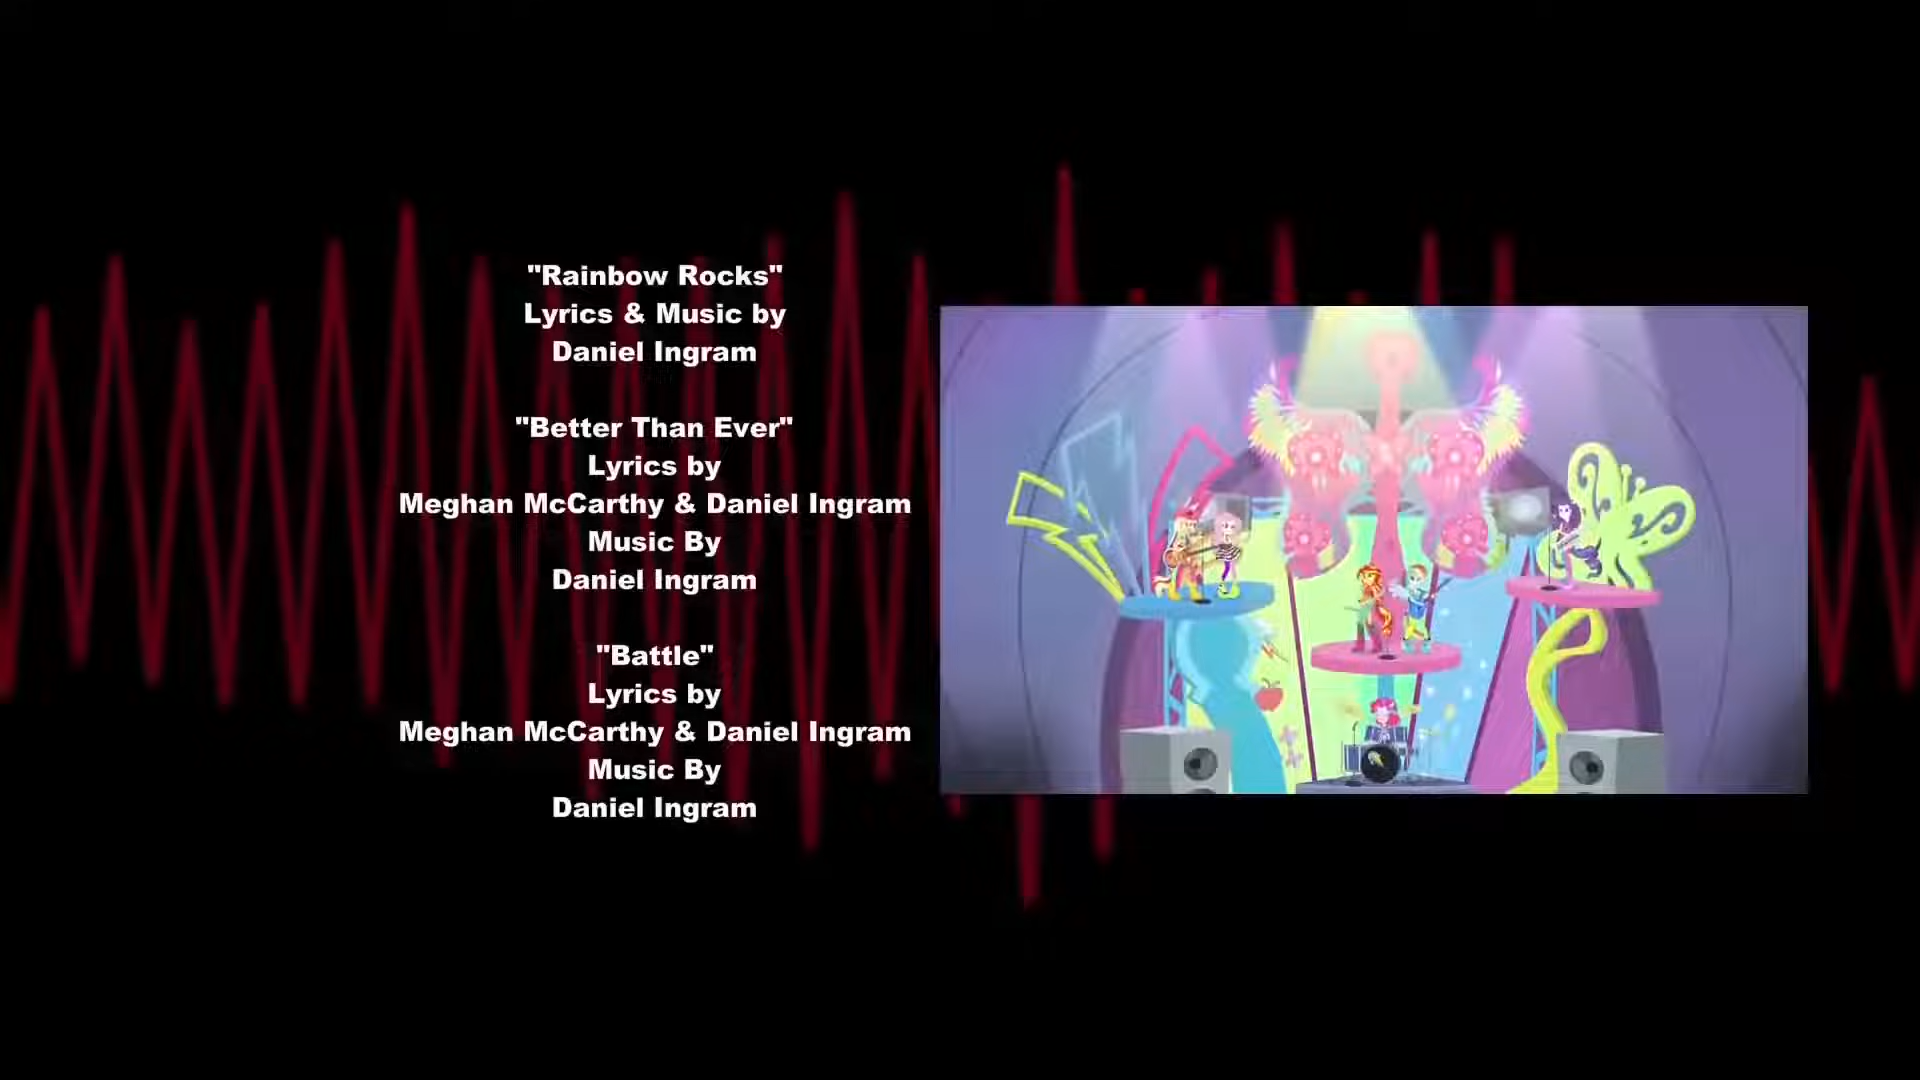 "Rainbow Rocks"
Lyrics & Music by
Daniel Ingram
"Better Than Ever"
Lyrics by
Meghan McCarthy & Daniel Ingram
Music By
Daniel Ingram
"Battle"
Lyrics by
Meghan McCarthy & Daniel Ingram
Music By
Daniel Ingram